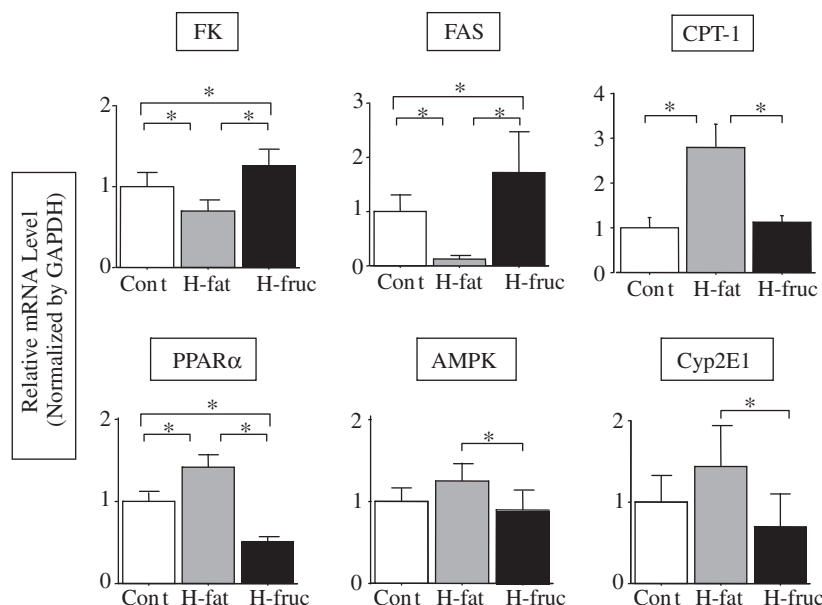 FK
FAS
CPT-1
*
*
*
2
1
0
Cont
H-fat
H-fruc
*
*
*
3
2
1
0
Cont
H-fat
H-fruc
*
*
4
3
2
1
0
Cont
H-fat
H-fruc
Relative mRNA Level
(Normalized by GAPDH)
PPARα
AMPK
Cyp2E1
*
*
*
2
1
0
Cont
H-fat
H-fruc
*
2
1
0
Cont
H-fat
H-fruc
*
2
1
0
Cont
H-fat
H-fruc